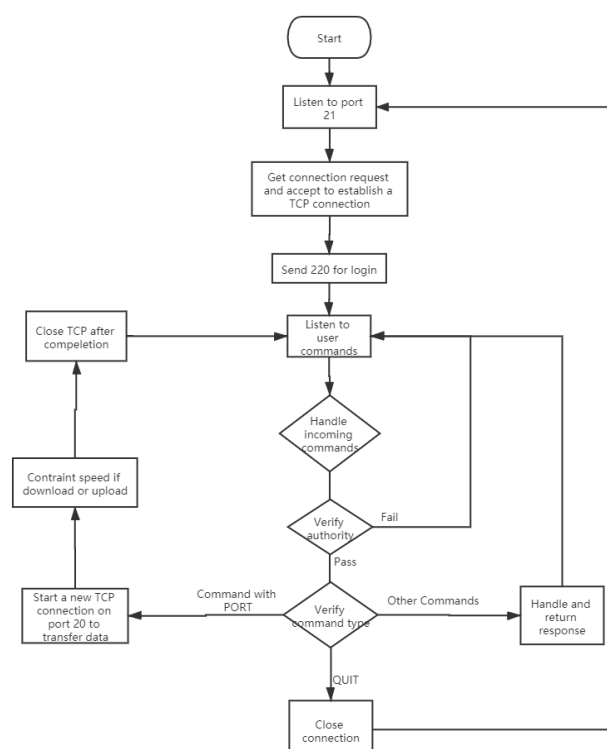 Start
Listen to port
21
Get connection request
and accept to establish a
TCP connection
Send 220 for login
Close TCP after
compeletion
Listen to
user
commands
Handle
incoming
commands
Contraint speed if
download or upload
Verify
authority
Fail
Pass
Command with
PORT
Other Commands
Start a new TCP
connection on
port 20 to
transfer data
Verify
command type
Handle and
return
response
QUIT
Close
connection